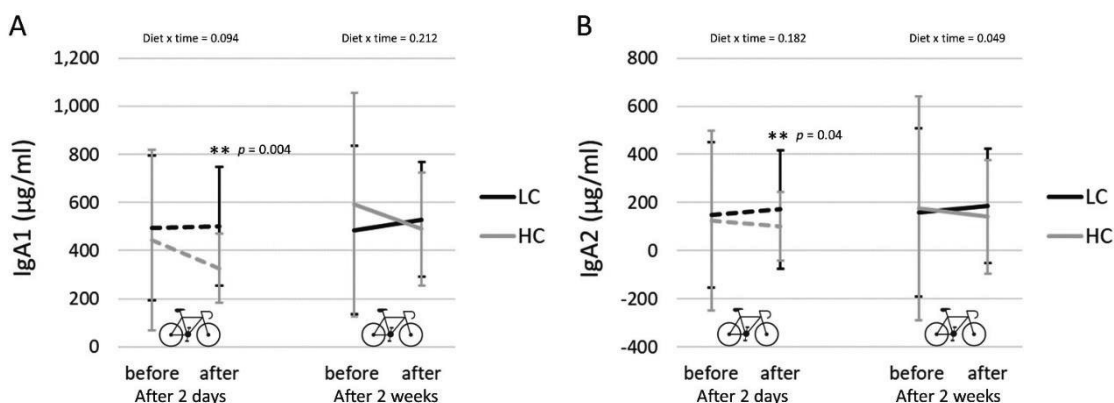 A
Diet x time = 0.094
Diet x time = 0.212
1,200
1,000
800
600
400
200
0
IgA1 (µg/ml)
** p = 0.004
LC
HC
before after
After 2 days
before after
After 2 weeks
B
Diet x time = 0.182
Diet x time = 0.049
800
600
400
200
0
-200
-400
IgA2 (µg/ml)
** p = 0.04
LC
HC
before after
After 2 days
before after
After 2 weeks